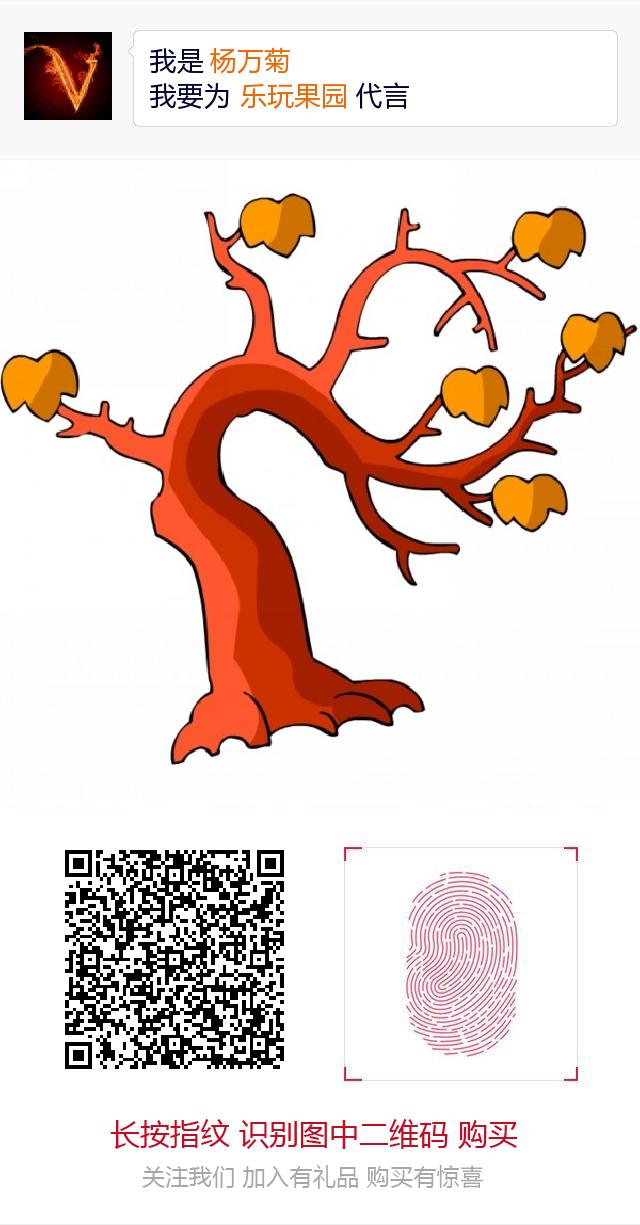 我是 杨万菊
我要为 乐玩果园 代言
长按指纹 识别图中二维码 购买
关注我们 加入有礼品 购买有惊喜